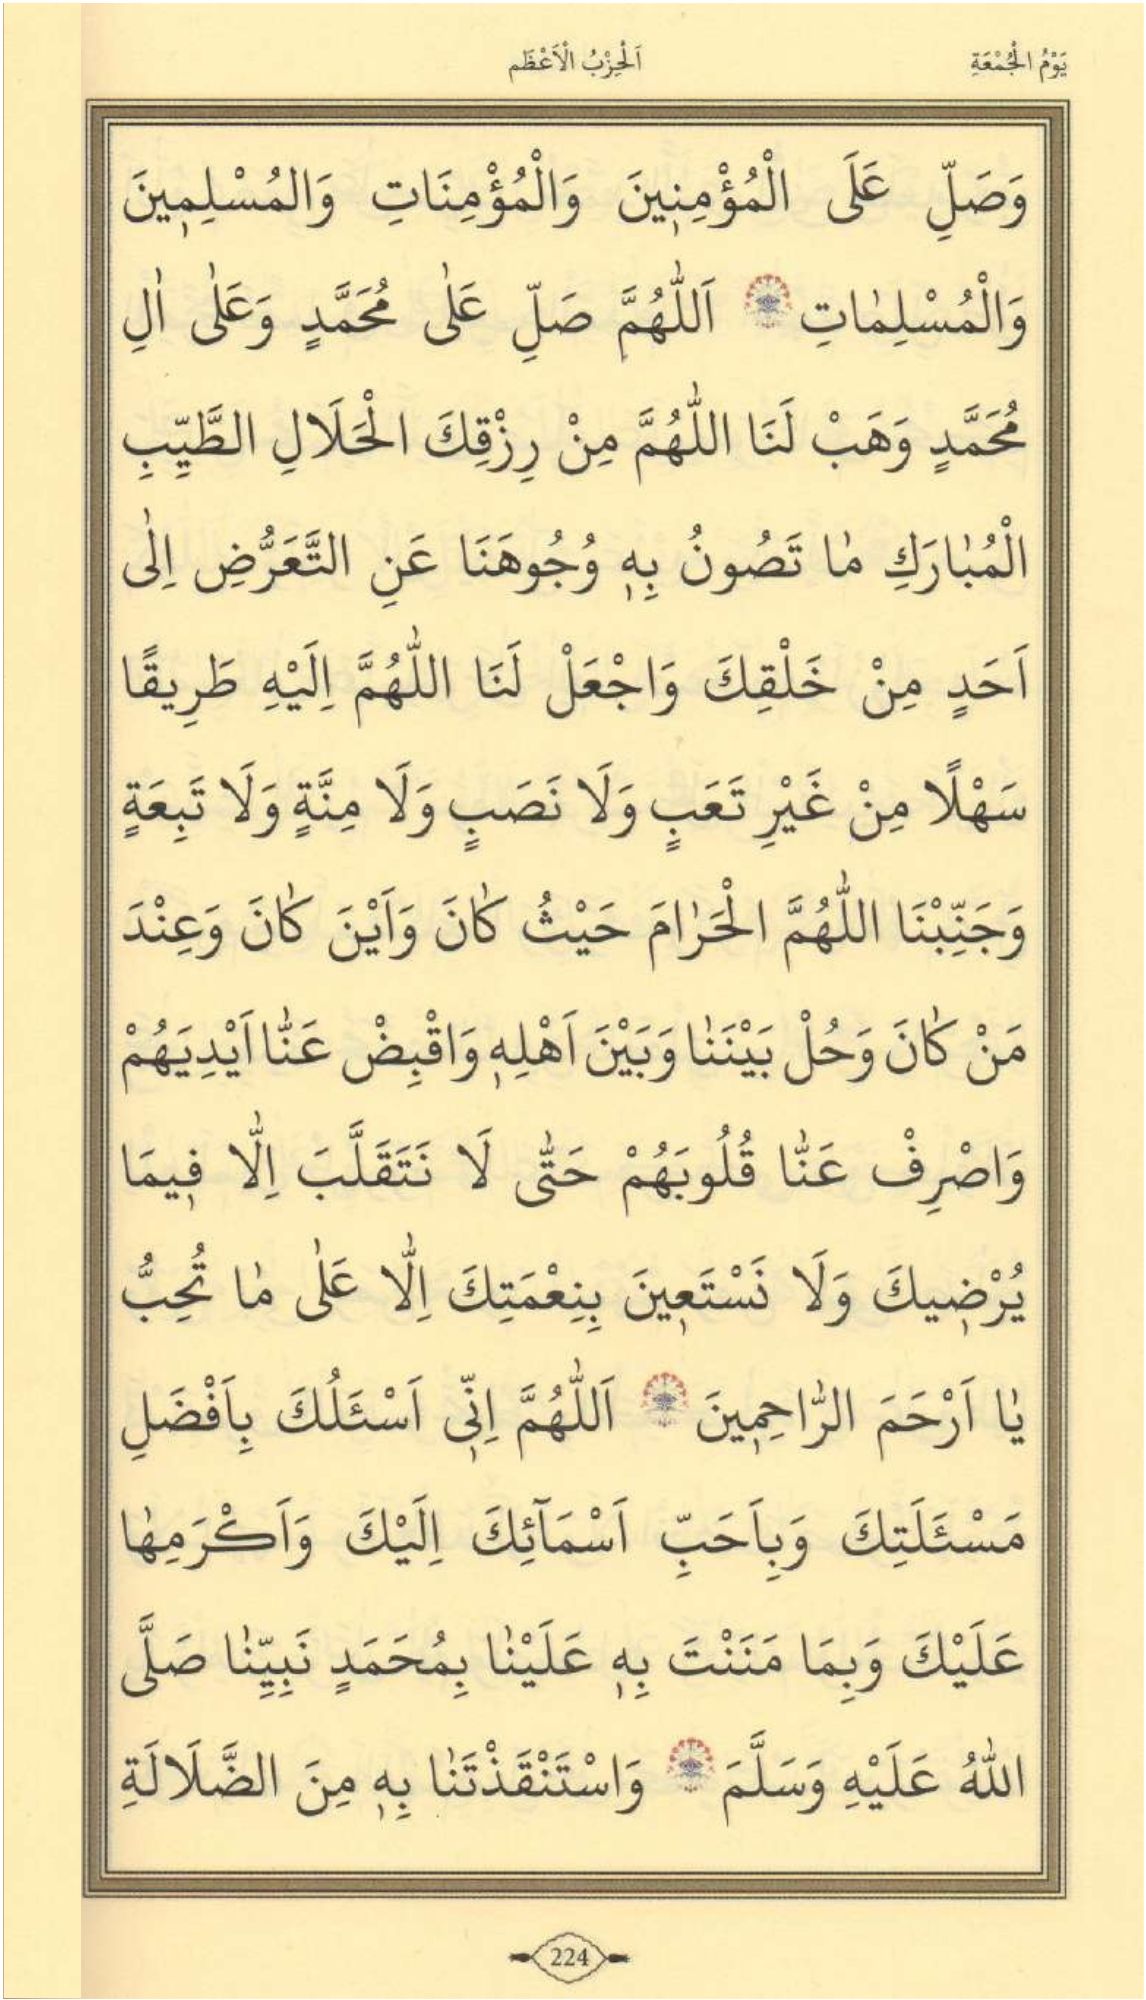 يَوْمُ الْجُمْعَةِ
اَلْحِزْبُ الْاَعْظَم
وَصَلِّ عَلَى الْمُؤْمِنٖينَ وَالْمُؤْمِنَاتِ وَالمُسْلِمٖينَ
وَالْمُسْلِمٰاتِ ۞ اَللّٰهُمَّ صَلِّ عَلٰى مُحَمَّدٍ وَعَلٰى اٰلِ
مُحَمَّدٍ وَهَبْ لَنَا اللّٰهُمَّ مِنْ رِزْقِكَ الْحَلَالِ الطَّيِّبِ
الْمُبٰارَكِ مٰا تَصُونُ بِهٖ وُجُوهَنَا عَنِ التَّعَرُّضِ اِلٰى
اَحَدٍ مِنْ خَلْقِكَ وَاجْعَلْ لَنَا اللّٰهُمَّ اِلَيْهِ طَرِيقًا
سَهْلًا مِنْ غَيْرِ تَعَبٍ وَلَا نَصَبٍ وَلَا مِنَّةٍ وَلَا تَبِعَةٍ
وَجَنِّبْنَا اللّٰهُمَّ الْحَرٰامَ حَيْثُ كٰانَ وَاَيْنَ كٰانَ وَعِنْدَ
مَنْ كٰانَ وَحُلْ بَيْنَنٰا وَبَيْنَ اَهْلِهٖ وَاقْبِضْ عَنّٰا اَيْدِيَهُمْ
وَاصْرِفْ عَنّٰا قُلُوبَهُمْ حَتّٰى لَا نَتَقَلَّبَ اِلّٰا فٖيمَا
يُرْضٖيكَ وَلَا نَسْتَعٖينَ بِنِعْمَتِكَ اِلّٰا عَلٰى مٰا تُحِبُّ
يٰا اَرْحَمَ الرّٰاحِمٖينَ ۞ اَللّٰهُمَّ اِنّٖى اَسْئَلُكَ بِاَفْضَلِ
مَسْئَلَتِكَ وَبِاَحَبِّ اَسْمَآئِكَ اِلَيْكَ وَاَكْرَمِهٰا
عَلَيْكَ وَبِمَا مَنَنْتَ بِهٖ عَلَيْنٰا بِمُحَمَدٍ نَبِيِّنٰا صَلَّى
اللّٰهُ عَلَيْهِ وَسَلَّمَ ۞ وَاسْتَنْقَذْتَنٰا بِهٖ مِنَ الضَّلَالَةِ
224